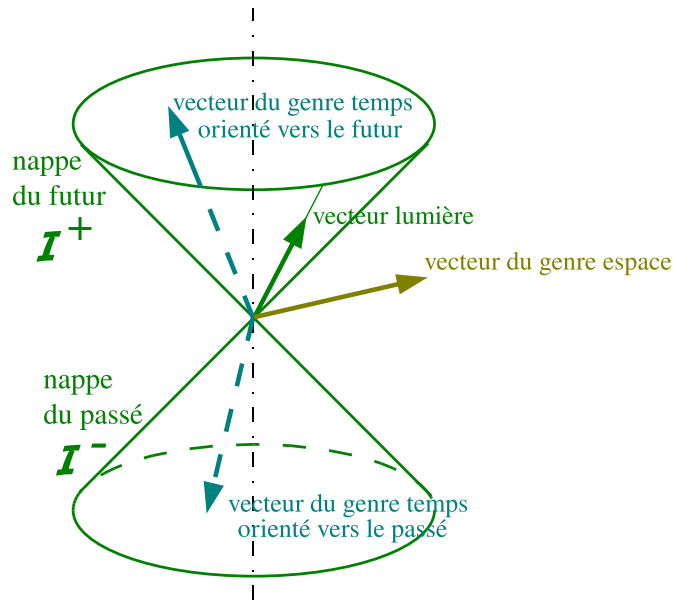 vecteur du genre temps
orienté vers le futur
nappe
du futur
I +
vecteur lumière
vecteur du genre espace
nappe
du passé
I -
vecteur du genre temps
orienté vers le passé